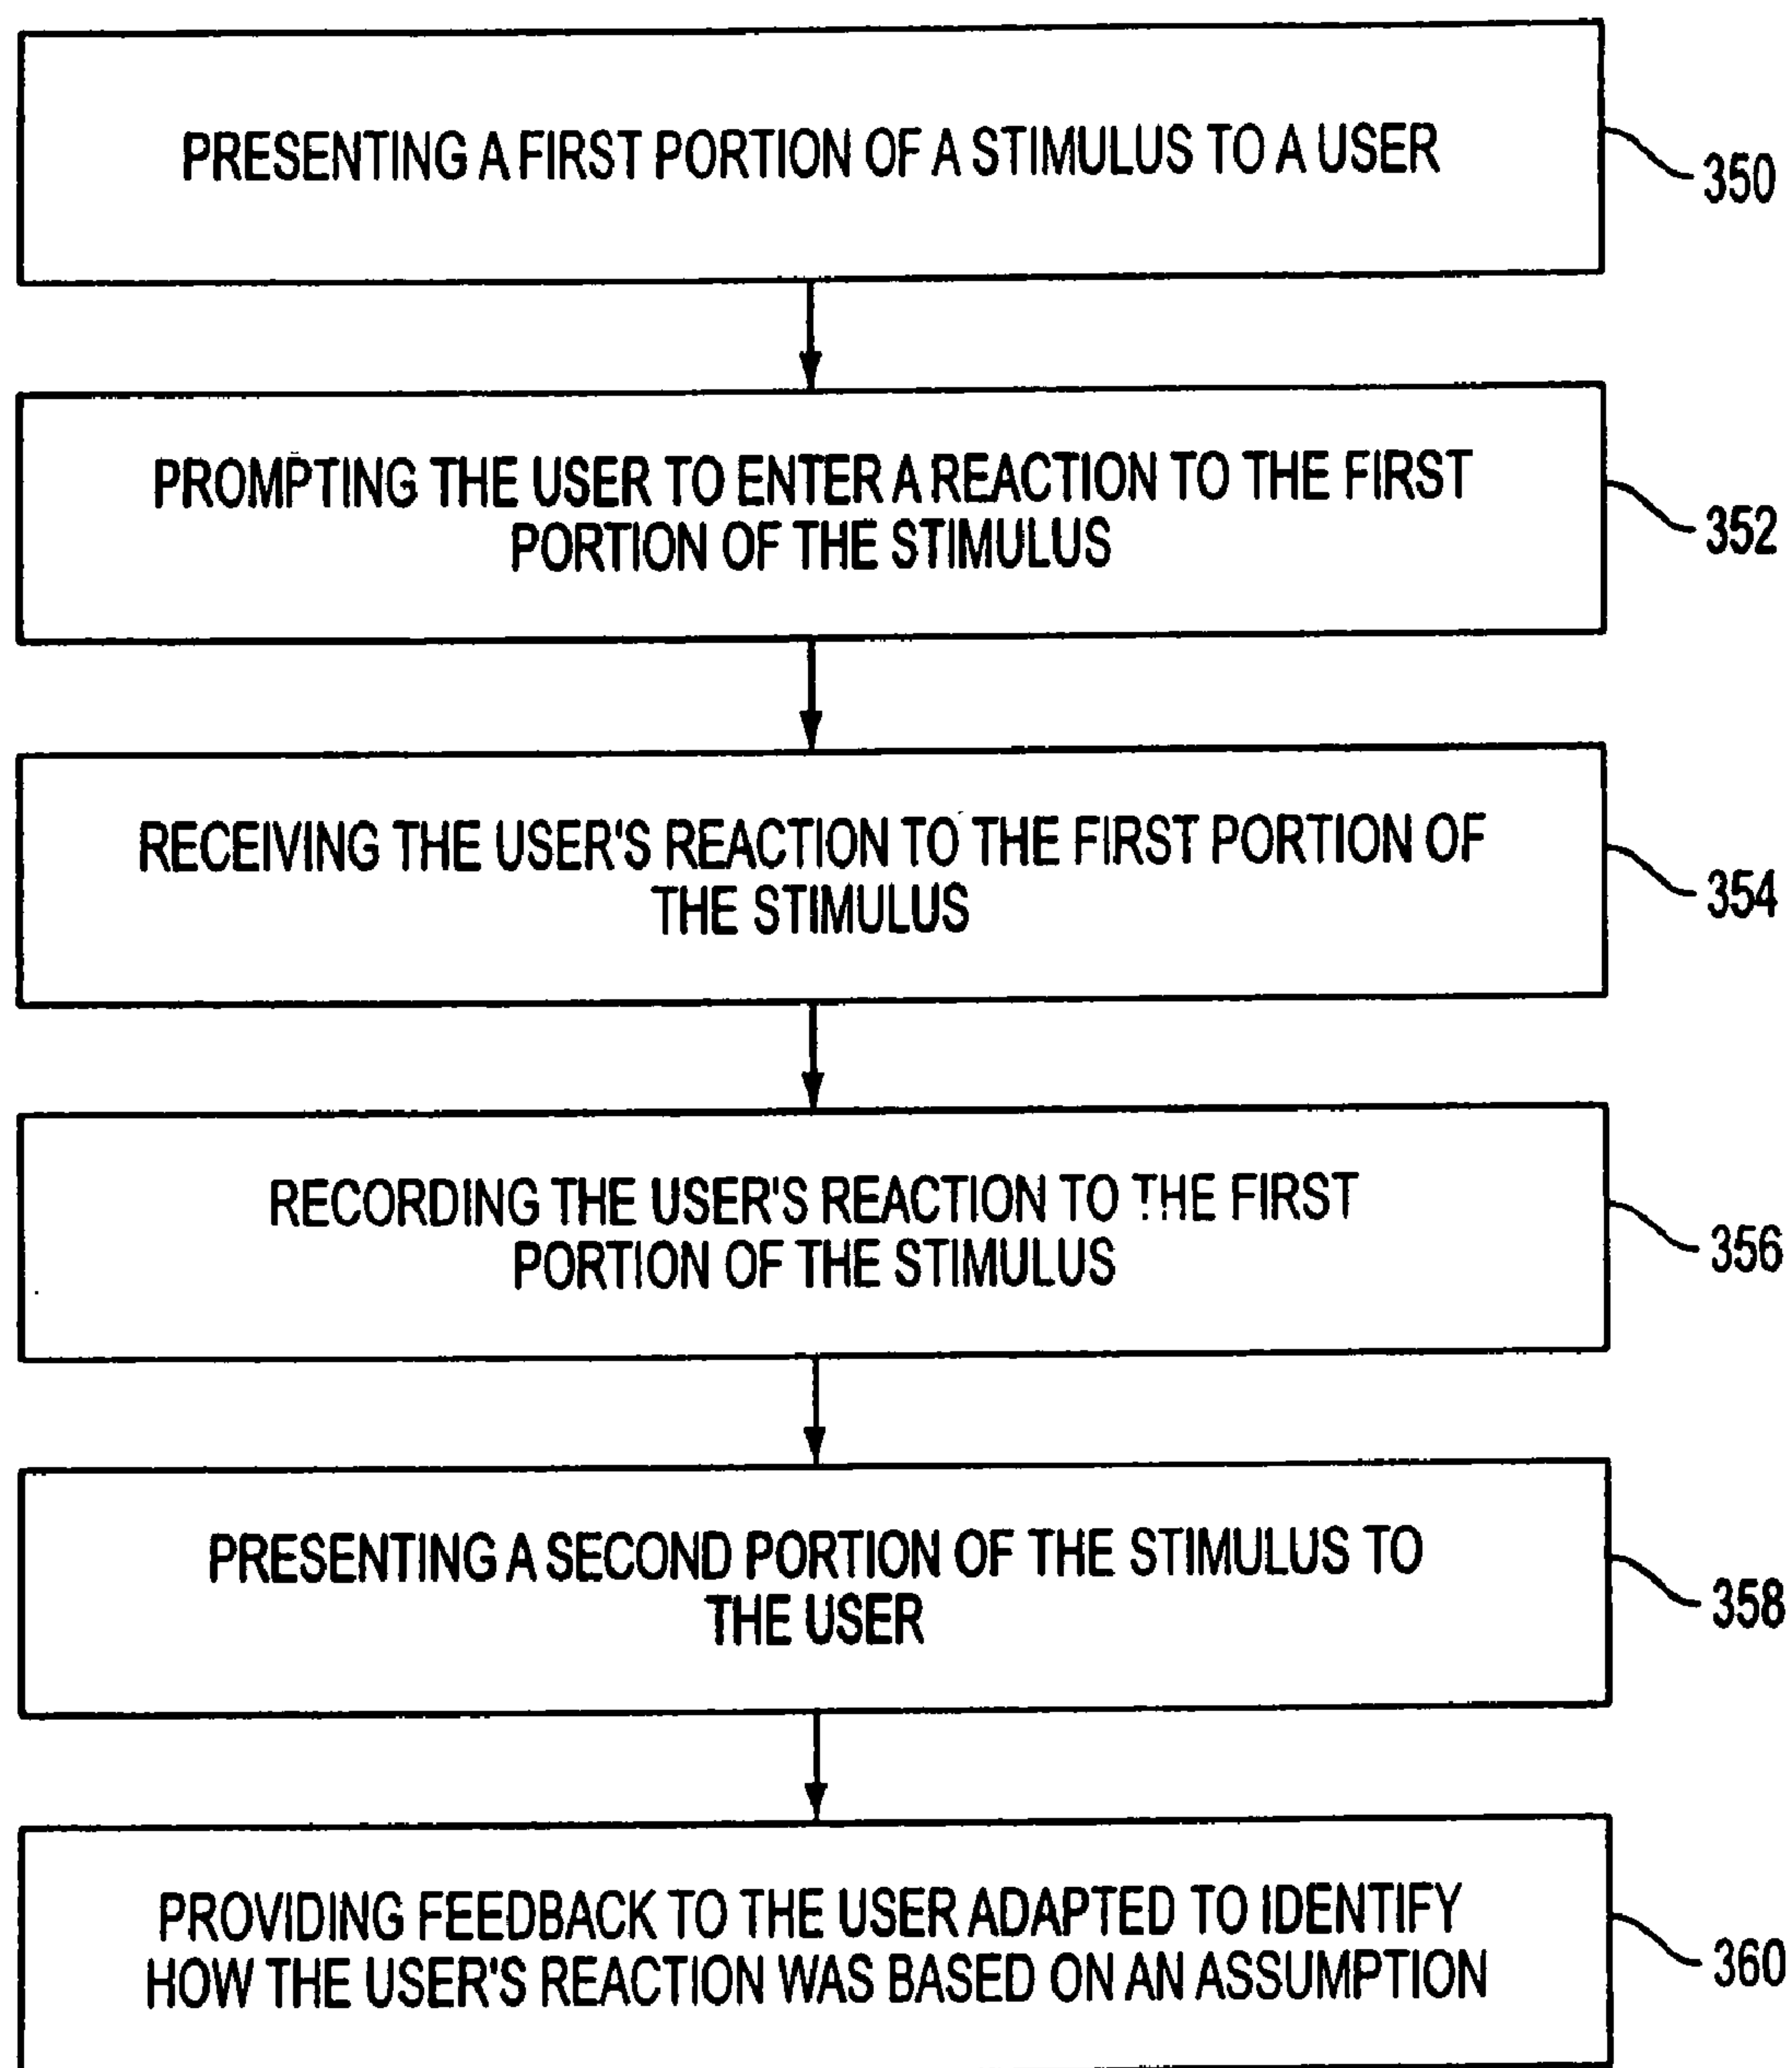 PRESENTING A FIRST PORTION OF A STIMULUS TO A USER
350
PROMPTING THE USER TO ENTER A REACTION TO THE FIRST
PORTION OF THE STIMULUS
352
RECEIVING THE USER'S REACTION TO THE FIRST PORTION OF
THE STIMULUS
354
RECORDING THE USER'S REACTION TO THE FIRST
PORTION OF THE STIMULUS
356
PRESENTING A SECOND PORTION OF THE STIMULUS TO
THE USER
358
PROVIDING FEEDBACK TO THE USER ADAPTED TO IDENTIFY
HOW THE USER'S REACTION WAS BASED ON AN ASSUMPTION
360